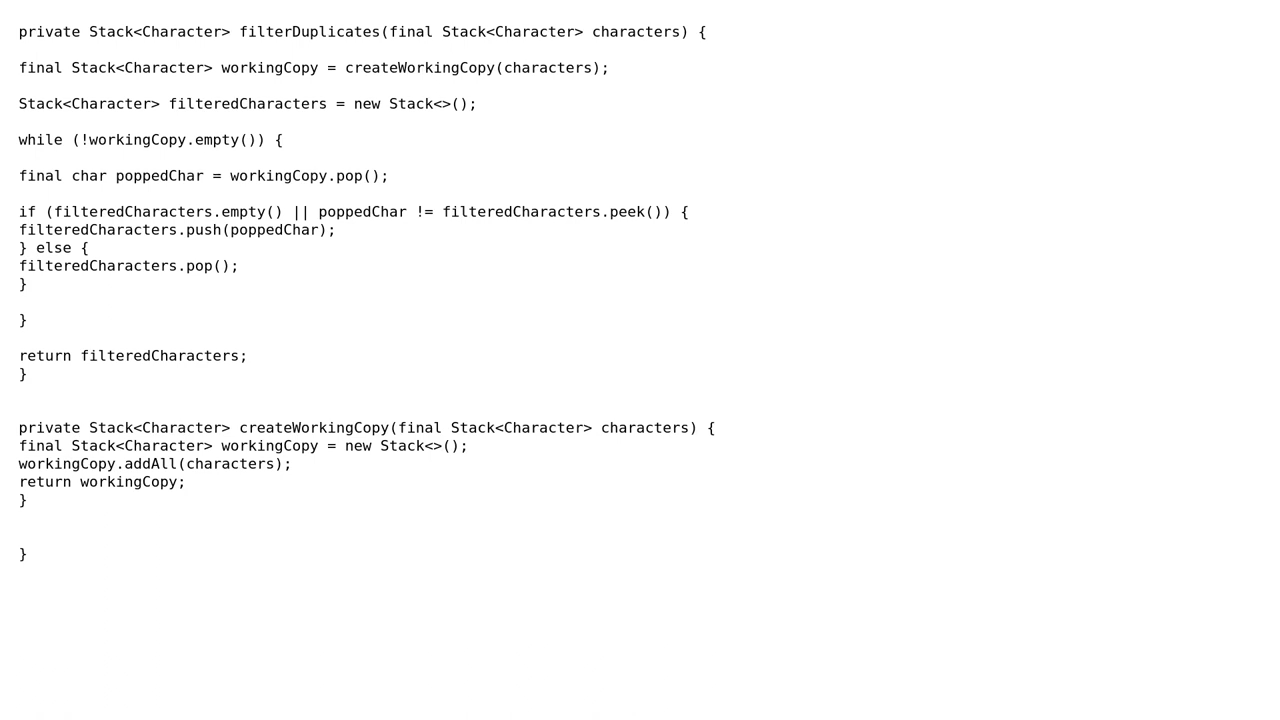 private Stack<Character> filterDuplicates(final Stack<Character> characters) {
final Stack<Character> workingCopy = createWorkingCopy(characters);
Stack<Character> filteredCharacters = new Stack<>();
while (!workingCopy.empty()) {
final char poppedChar = workingCopy.pop();
if (filteredCharacters.empty() || poppedChar != filteredCharacters.peek()) {
filteredCharacters.push(poppedChar);
} else {
filteredCharacters.pop();
}
}
return filteredCharacters;
}
private Stack<Character> createWorkingCopy(final Stack<Character> characters) {
final Stack<Character> workingCopy = new Stack<>();
workingCopy.addAll(characters);
return workingCopy;
}
}